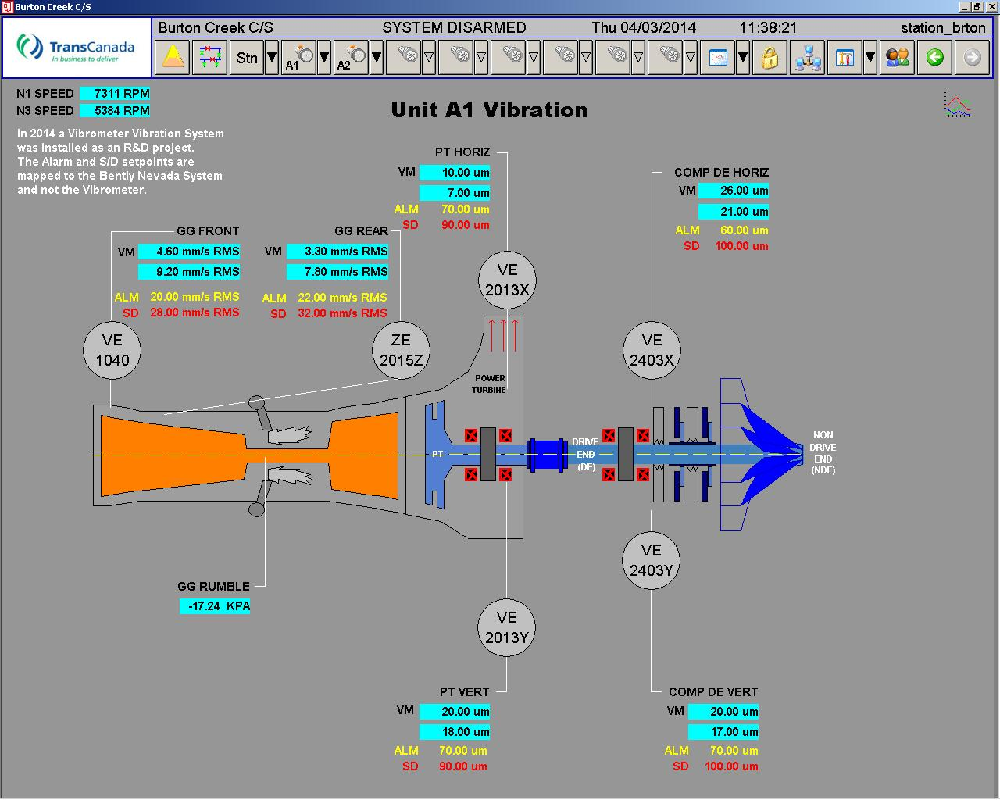 Burton Creek C/S
TransCanada
In business to deliver
Burton Creek C/S SYSTEM DISARMED Thu 04/03/2014 11:38:21 station_brton
Stn A1 A2
N1 SPEED 7311 RPM
N3 SPEED 5384 RPM
Unit A1 Vibration
In 2014 a Vibrometer Vibration System
was installed as an R&D project.
The Alarm and S/D setpoints are
mapped to the Bently Nevada System
and not the Vibrometer.
PT HORIZ
VM 10.00 um
7.00 um
ALM 70.00 um
SD 90.00 um
COMP DE HORIZ
VM 26.00 um
21.00 um
ALM 60.00 um
SD 100.00 um
GG FRONT
VM 4.60 mm/s RMS
9.20 mm/s RMS
ALM 20.00 mm/s RMS
SD 28.00 mm/s RMS
GG REAR
VM 3.30 mm/s RMS
7.80 mm/s RMS
ALM 22.00 mm/s RMS
SD 32.00 mm/s RMS
VE
2013X
VE
1040
ZE
2015Z
VE
2403X
POWER
TURBINE
PT
DRIVE
END
(DE)
NON
DRIVE
END
(NDE)
VE
2403Y
GG RUMBLE
-17.24 KPA
VE
2013Y
PT VERT
VM 20.00 um
18.00 um
ALM 70.00 um
SD 90.00 um
COMP DE VERT
VM 20.00 um
17.00 um
ALM 70.00 um
SD 100.00 um